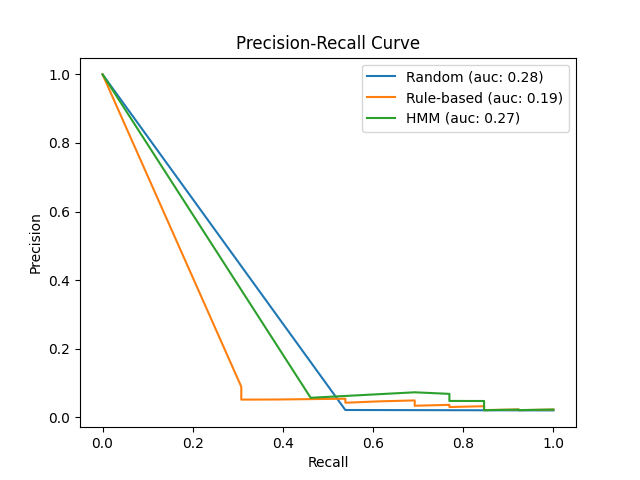 Precision-Recall Curve
Random (auc: 0.28)
Rule-based (auc: 0.19)
HMM (auc: 0.27)
Precision
1.0
0.8
0.6
0.4
0.2
0.0
0.0 0.2 0.4 0.6 0.8 1.0
Recall